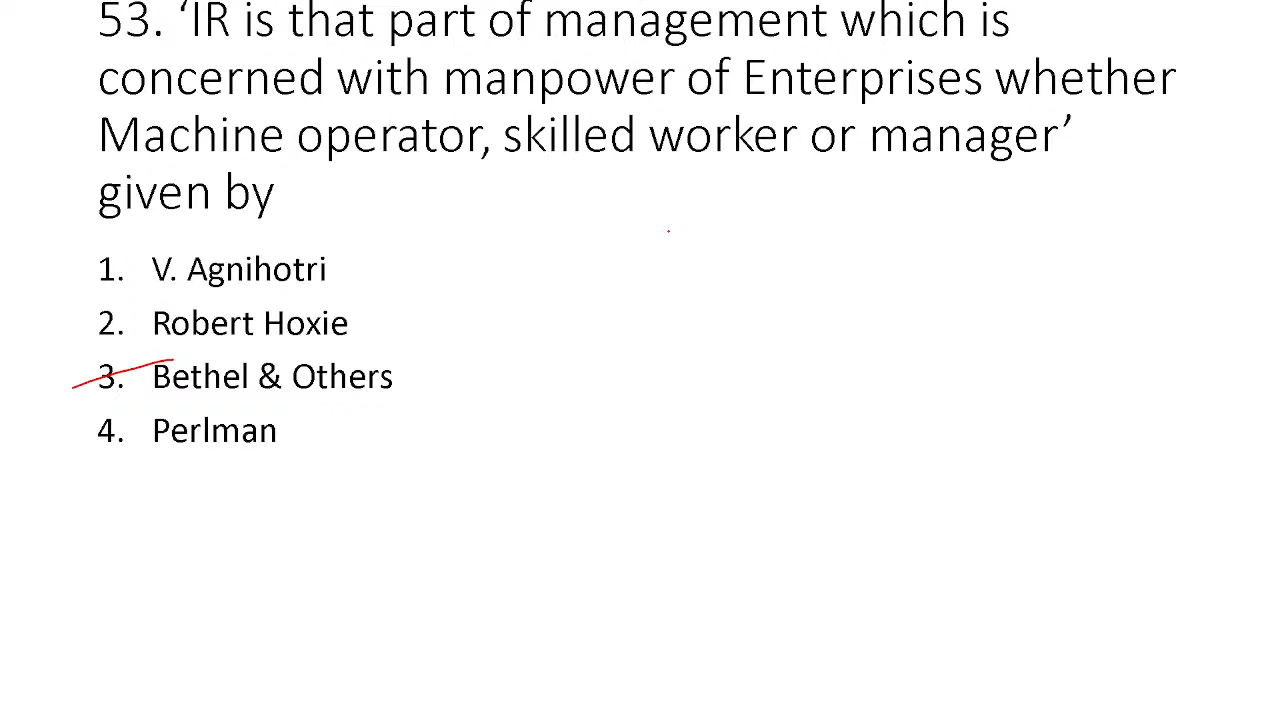 53. ‘IR is that part of management which is
concerned with manpower of Enterprises whether
Machine operator, skilled worker or manager’
given by
1. V. Agnihotri
2. Robert Hoxie
3. Bethel & Others
4. Perlman